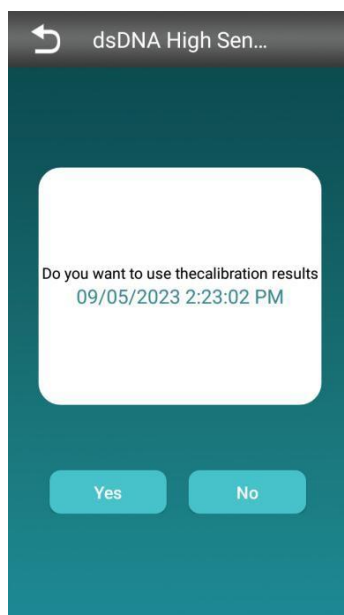 dsDNA High Sen...
Do you want to use thecalibration results
09/05/2023 2:23:02 PM
Yes No